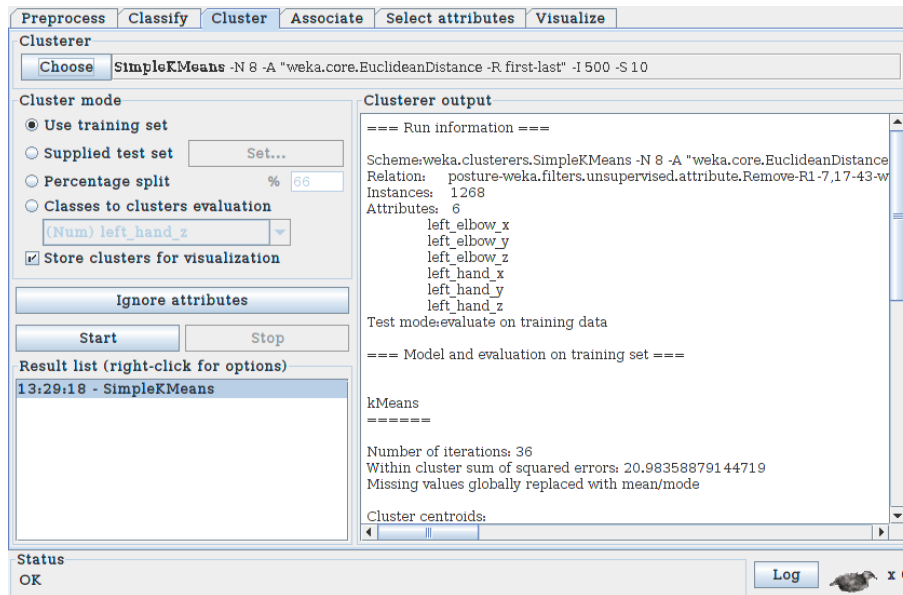 Preprocess Classify Cluster Associate Select attributes Visualize
Clusterer
Choose SimpleKMeans -N 8 -A "weka.core.EuclideanDistance -R first-last" -I 500 -S 10
Cluster mode
Use training set
Supplied test set Set...
Percentage split % 66
Classes to clusters evaluation
(Num) left_hand_z
Store clusters for visualization
Ignore attributes
Start Stop
Result list (right-click for options)
13:29:18 - SimpleKMeans
Clusterer output
=== Run information ===
Scheme:weka.clusterers.SimpleKMeans -N 8 -A "weka.core.EuclideanDistance
Relation: posture-weka.filters.unsupervised.attribute.Remove-R1-7,17-43-w
Instances: 1268
Attributes: 6
left_elbow_x
left_elbow_y
left_elbow_z
left_hand_x
left_hand_y
left_hand_z
Test mode:evaluate on training data
=== Model and evaluation on training set ===
kMeans
======
Number of iterations: 36
Within cluster sum of squared errors: 20.98358879144719
Missing values globally replaced with mean/mode
Cluster centroids:
Status
OK
Log x